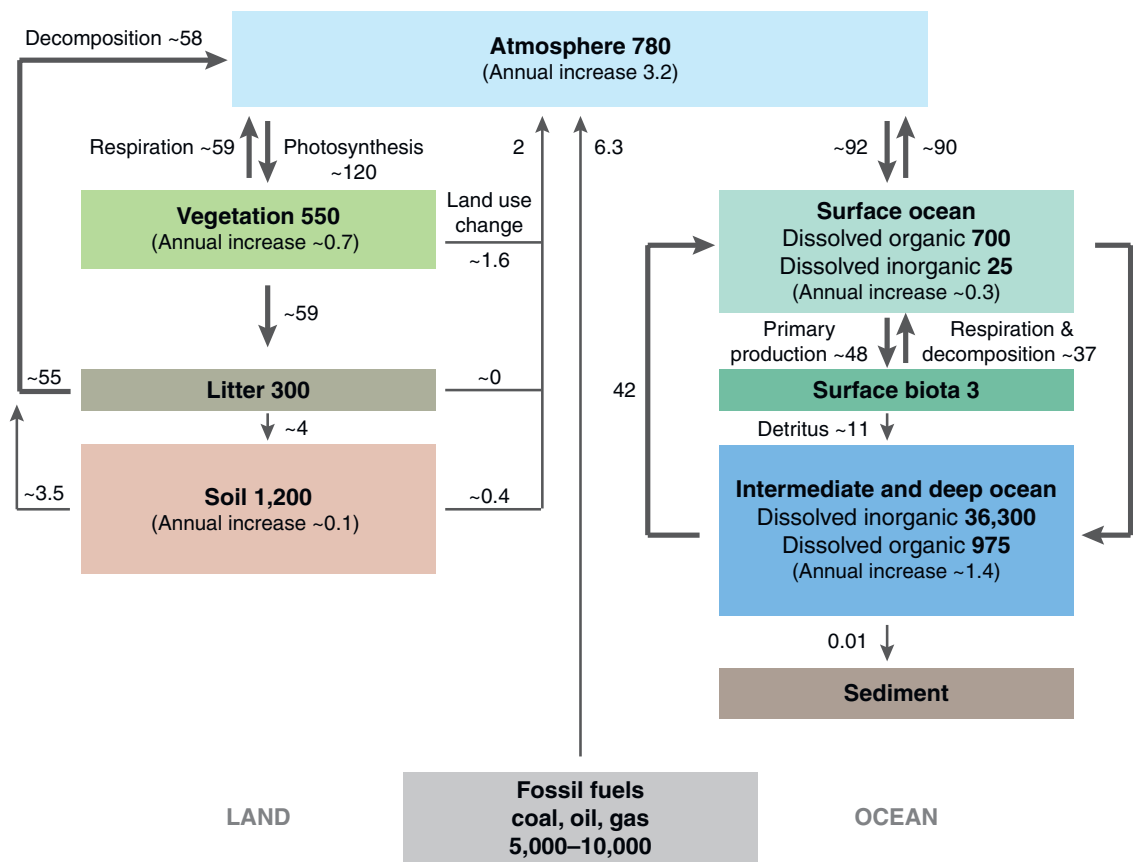 Decomposition ~58
Atmosphere 780
(Annual increase 3.2)
Respiration ~59
Photosynthesis
~120
2
6.3
~92
~90
Vegetation 550
(Annual increase ~0.7)
Land use
change
~1.6
Surface ocean
Dissolved organic 700
Dissolved inorganic 25
(Annual increase ~0.3)
~59
Primary
production ~48
Respiration &
decomposition ~37
~55
Litter 300
~0
42
Surface biota 3
~4
Detritus ~11
~3.5
Soil 1,200
(Annual increase ~0.1)
~0.4
Intermediate and deep ocean
Dissolved inorganic 36,300
Dissolved organic 975
(Annual increase ~1.4)
0.01
Sediment
LAND
Fossil fuels
coal, oil, gas
5,000–10,000
OCEAN